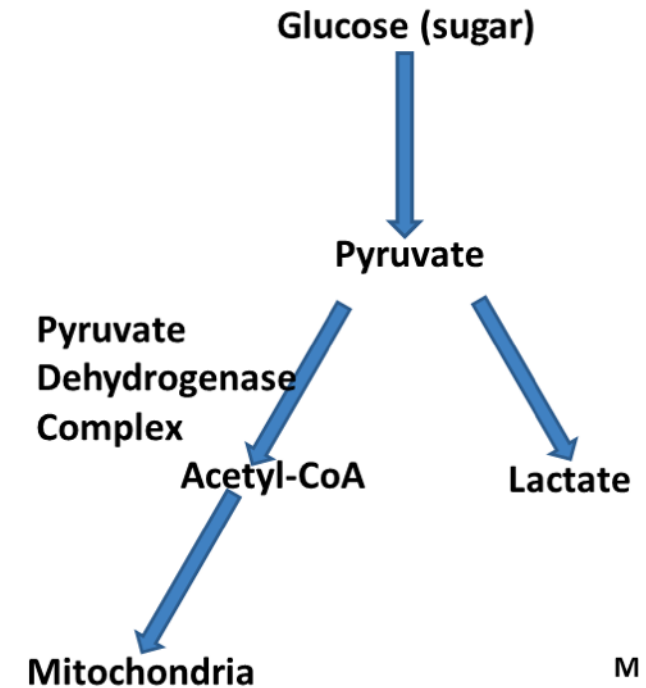 Glucose (sugar)
Pyruvate
Pyruvate
Dehydrogenase
Complex
Acetyl-CoA
Lactate
Mitochondria
M